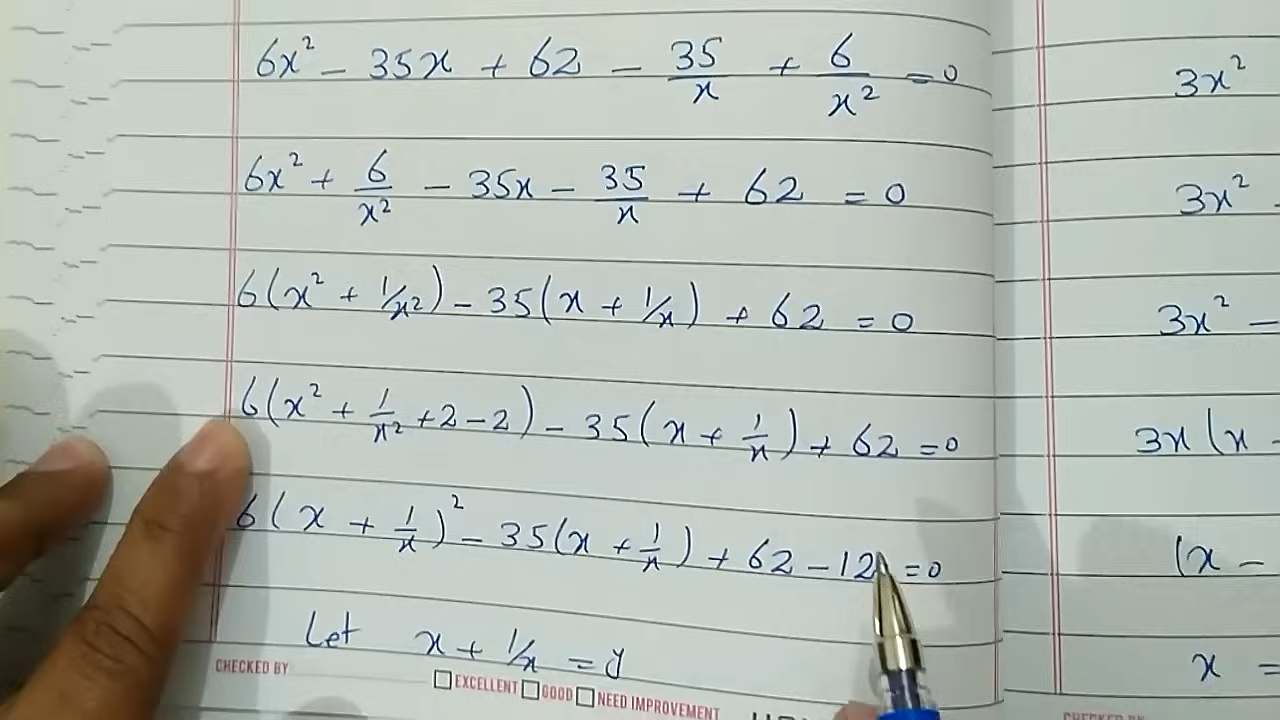 6x² - 35x + 62 - 35/x + 6/x² = 0
6x² + 6/x² - 35x - 35/x + 62 = 0
6(x² + 1/x²) - 35(x + 1/x) + 62 = 0
6(x² + 1/x² + 2 - 2) - 35(x + 1/x) + 62 = 0
6(x + 1/x)² - 35(x + 1/x) + 62 - 12 = 0
Let x + 1/x = y
CHECKED BY
EXCELLENT GOOD NEED IMPROVEMENT
3x²
3x² -
3x² -
3x(x -
(x -
x =
CHECKED BY